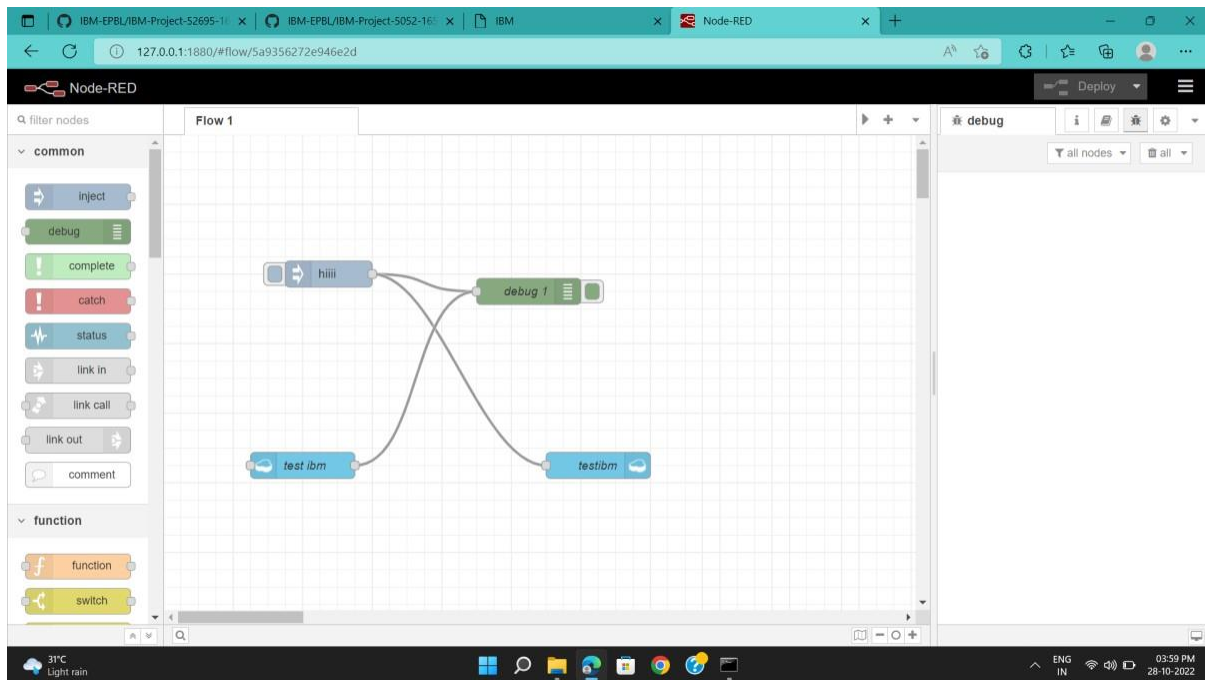 IBM-EPBL/IBM-Project-52695-16
IBM-EPBL/IBM-Project-5052-165
IBM
Node-RED
127.0.0.1:1880/#flow/5a9356272e946e2d
Node-RED
Deploy
filter nodes
Flow 1
debug
all nodes
all
common
inject
debug
complete
catch
status
link in
link call
link out
comment
function
function
switch
hiiii
debug 1
test ibm
testibm
31°C
Light rain
ENG
IN
03:59 PM
28-10-2022